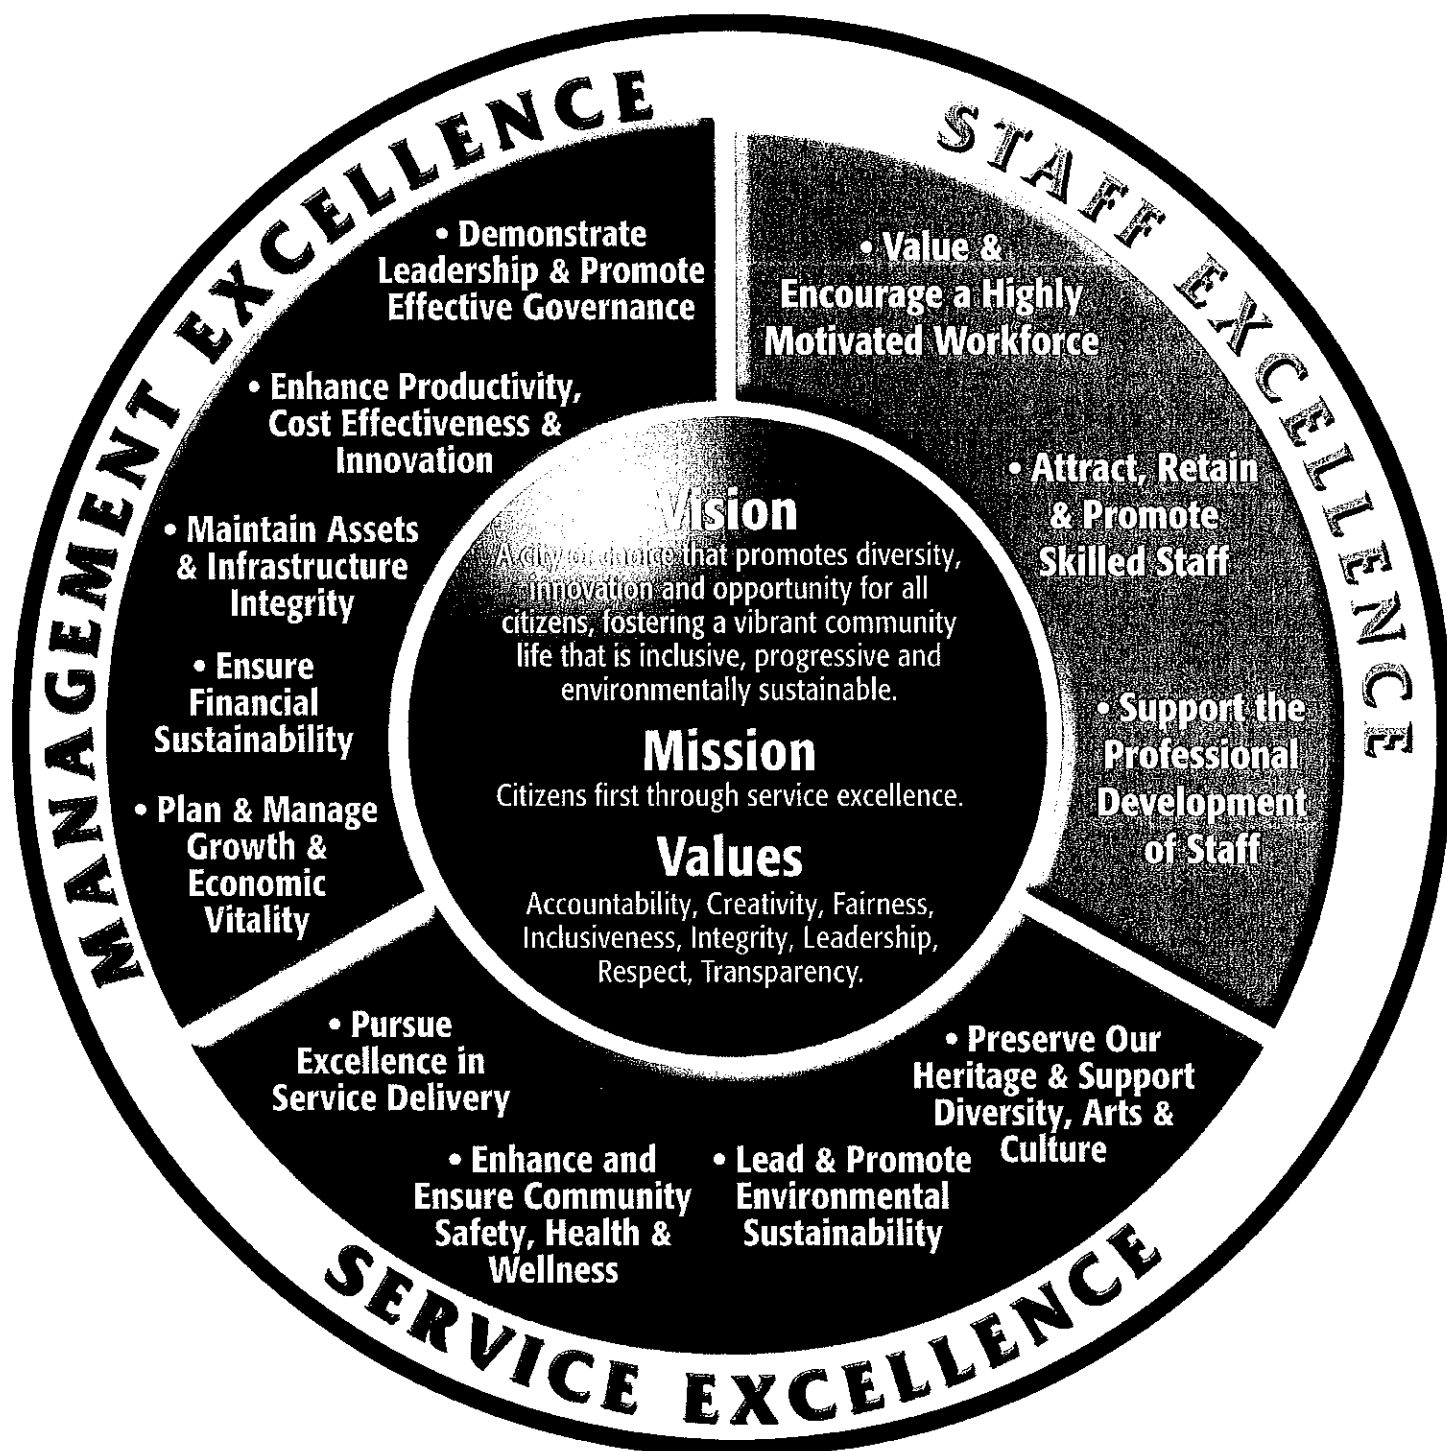 MANAGEMENT EXCELLENCE
• Demonstrate
Leadership & Promote
Effective Governance
• Enhance Productivity,
Cost Effectiveness &
Innovation
• Maintain Assets
& Infrastructure
Integrity
• Ensure
Financial
Sustainability
• Plan & Manage
Growth &
Economic
Vitality
STAFF EXCELLENCE
• Value &
Encourage a Highly
Motivated Workforce
• Attract, Retain
& Promote
Skilled Staff
• Support the
Professional
Development
of Staff
Vision
A city of choice that promotes diversity,
innovation and opportunity for all
citizens, fostering a vibrant community
life that is inclusive, progressive and
environmentally sustainable.
Mission
Citizens first through service excellence.
Values
Accountability, Creativity, Fairness,
Inclusiveness, Integrity, Leadership,
Respect, Transparency.
• Pursue
Excellence in
Service Delivery
• Enhance and
Ensure Community
Safety, Health &
Wellness
• Lead & Promote
Environmental
Sustainability
• Preserve Our
Heritage & Support
Diversity, Arts &
Culture
SERVICE EXCELLENCE